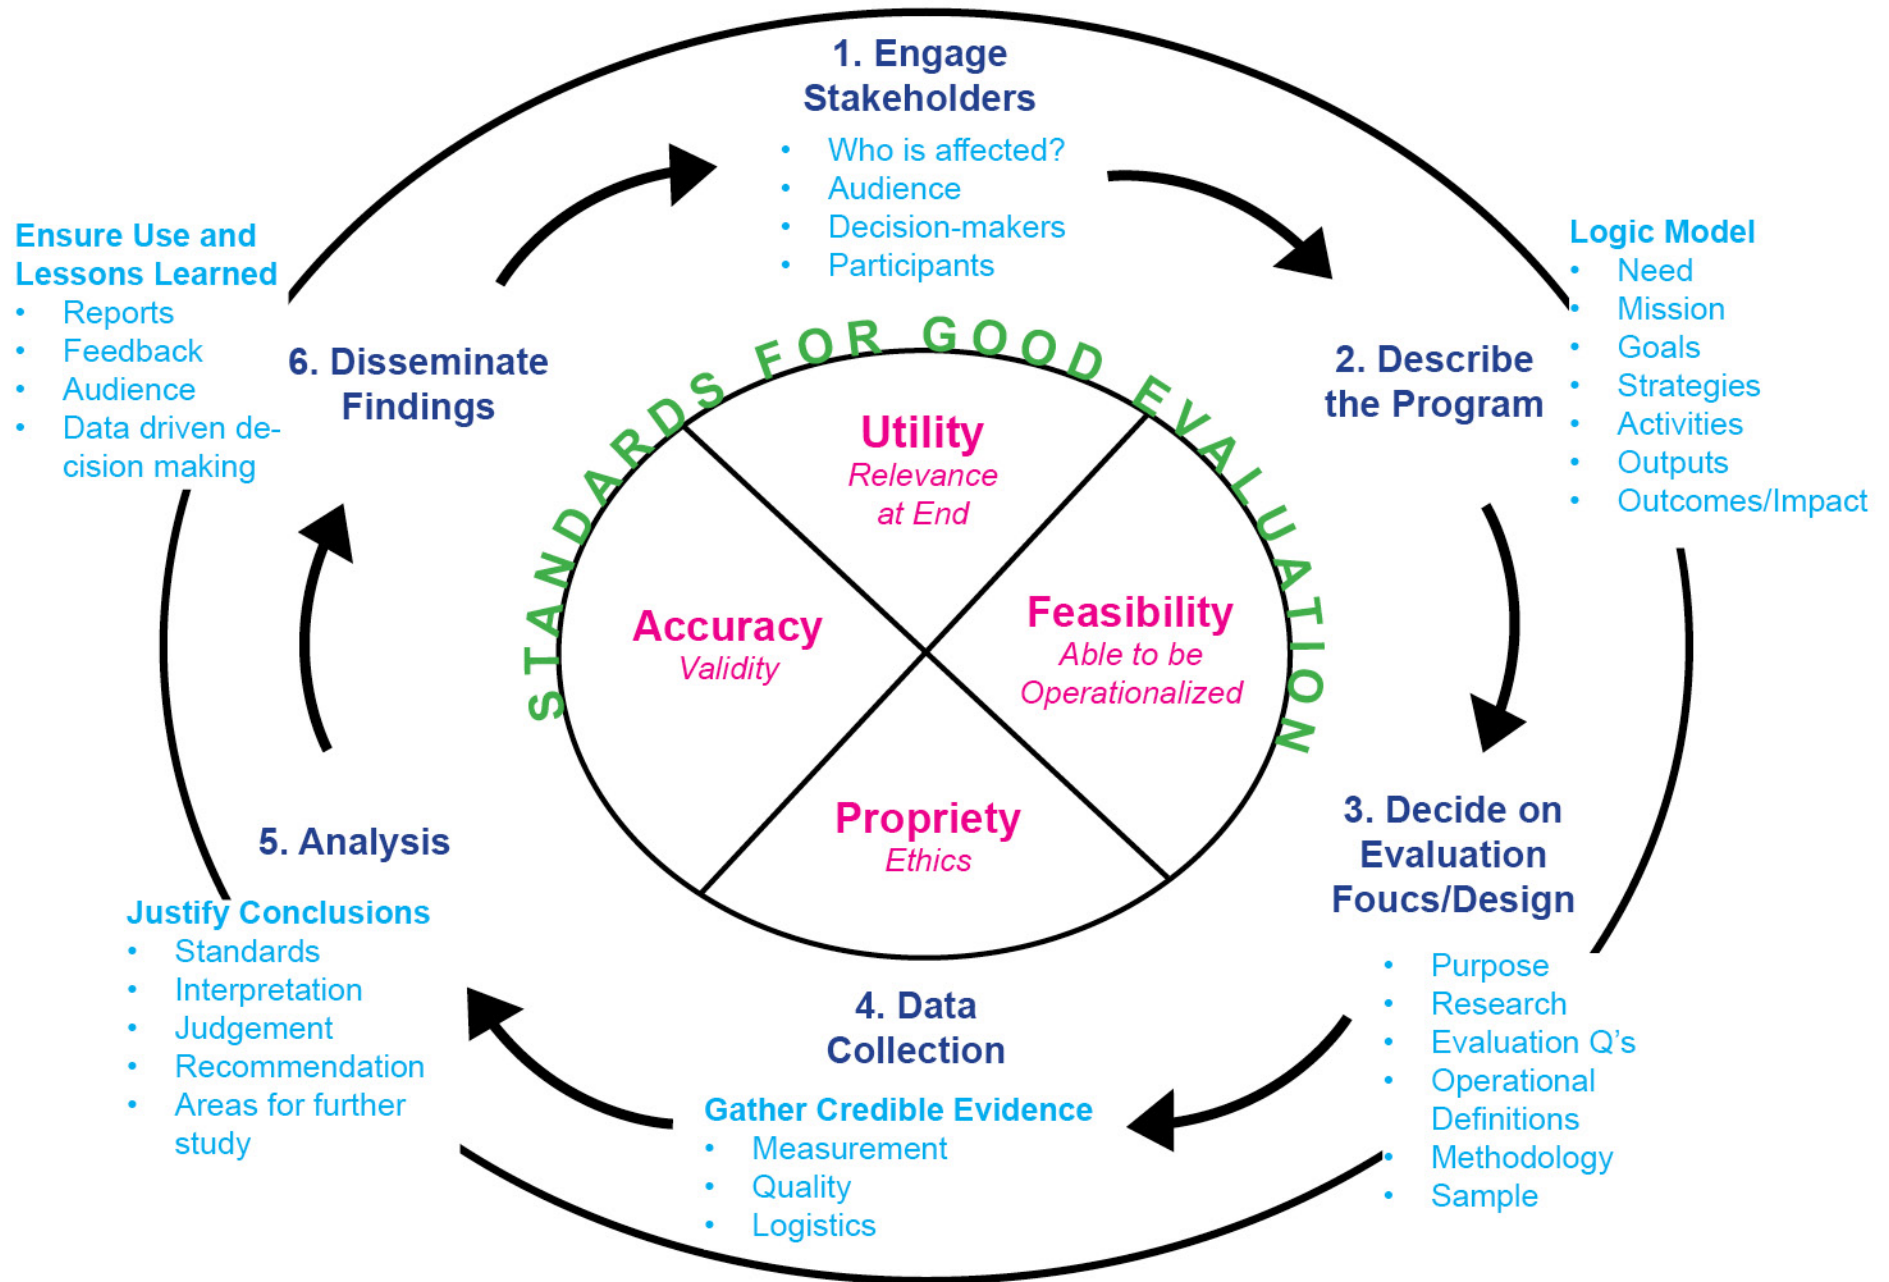 1. Engage
Stakeholders
• Who is affected?
• Audience
• Decision-makers
• Participants
Logic Model
• Need
• Mission
• Goals
• Strategies
• Activities
• Outputs
• Outcomes/Impact
2. Describe
the Program
3. Decide on
Evaluation
Foucs/Design
• Purpose
• Research
• Evaluation Q’s
• Operational
Definitions
• Methodology
• Sample
4. Data
Collection
Gather Credible Evidence
• Measurement
• Quality
• Logistics
5. Analysis
Justify Conclusions
• Standards
• Interpretation
• Judgement
• Recommendation
• Areas for further
study
6. Disseminate
Findings
Ensure Use and
Lessons Learned
• Reports
• Feedback
• Audience
• Data driven de-
cision making
STANDARDS FOR GOOD EVALUATION
Utility
Relevance
at End
Feasibility
Able to be
Operationalized
Propriety
Ethics
Accuracy
Validity